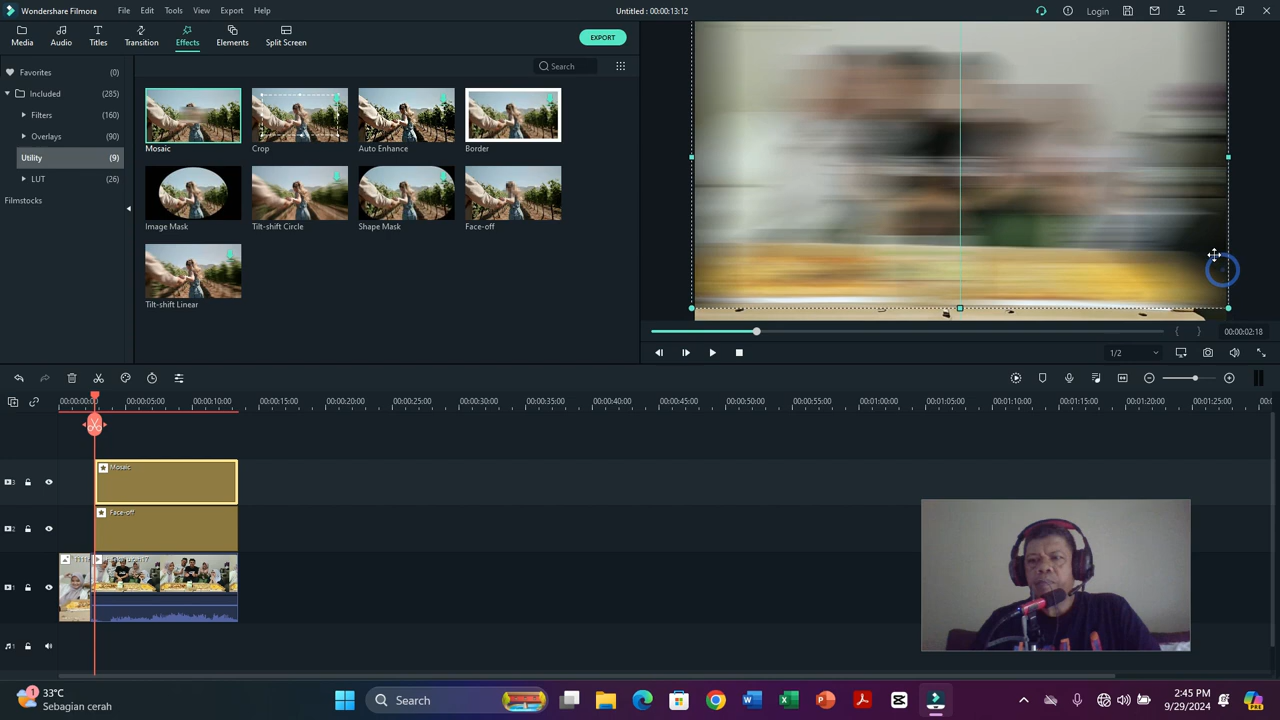 Wondershare Filmora File Edit Tools View Export Help Untitled : 00:00:13:12 Login
Media Audio Titles Transition Effects Elements Split Screen EXPORT
Favorites (0) Search
Included (285)
Filters (160)
Overlays (90)
Utility (9)
LUT (26)
Filmstocks
Mosaic Crop Auto Enhance Border
Image Mask Tilt-shift Circle Shape Mask Face-off
Tilt-shift Linear
00:00:02:18
1/2
00:00:00:00 00:00:05:00 00:00:10:00 00:00:15:00 00:00:20:00 00:00:25:00 00:00:30:00 00:00:35:00 00:00:40:00 00:00:45:00 00:00:50:00 00:00:55:00 00:01:00:00 00:01:05:00 00:01:10:00 00:01:15:00 00:01:20:00 00:01:25:00
Mosaic
3
Face-off
2
1
1
1 33°C
Sebagian cerah
Search
2:45 PM
9/29/2024